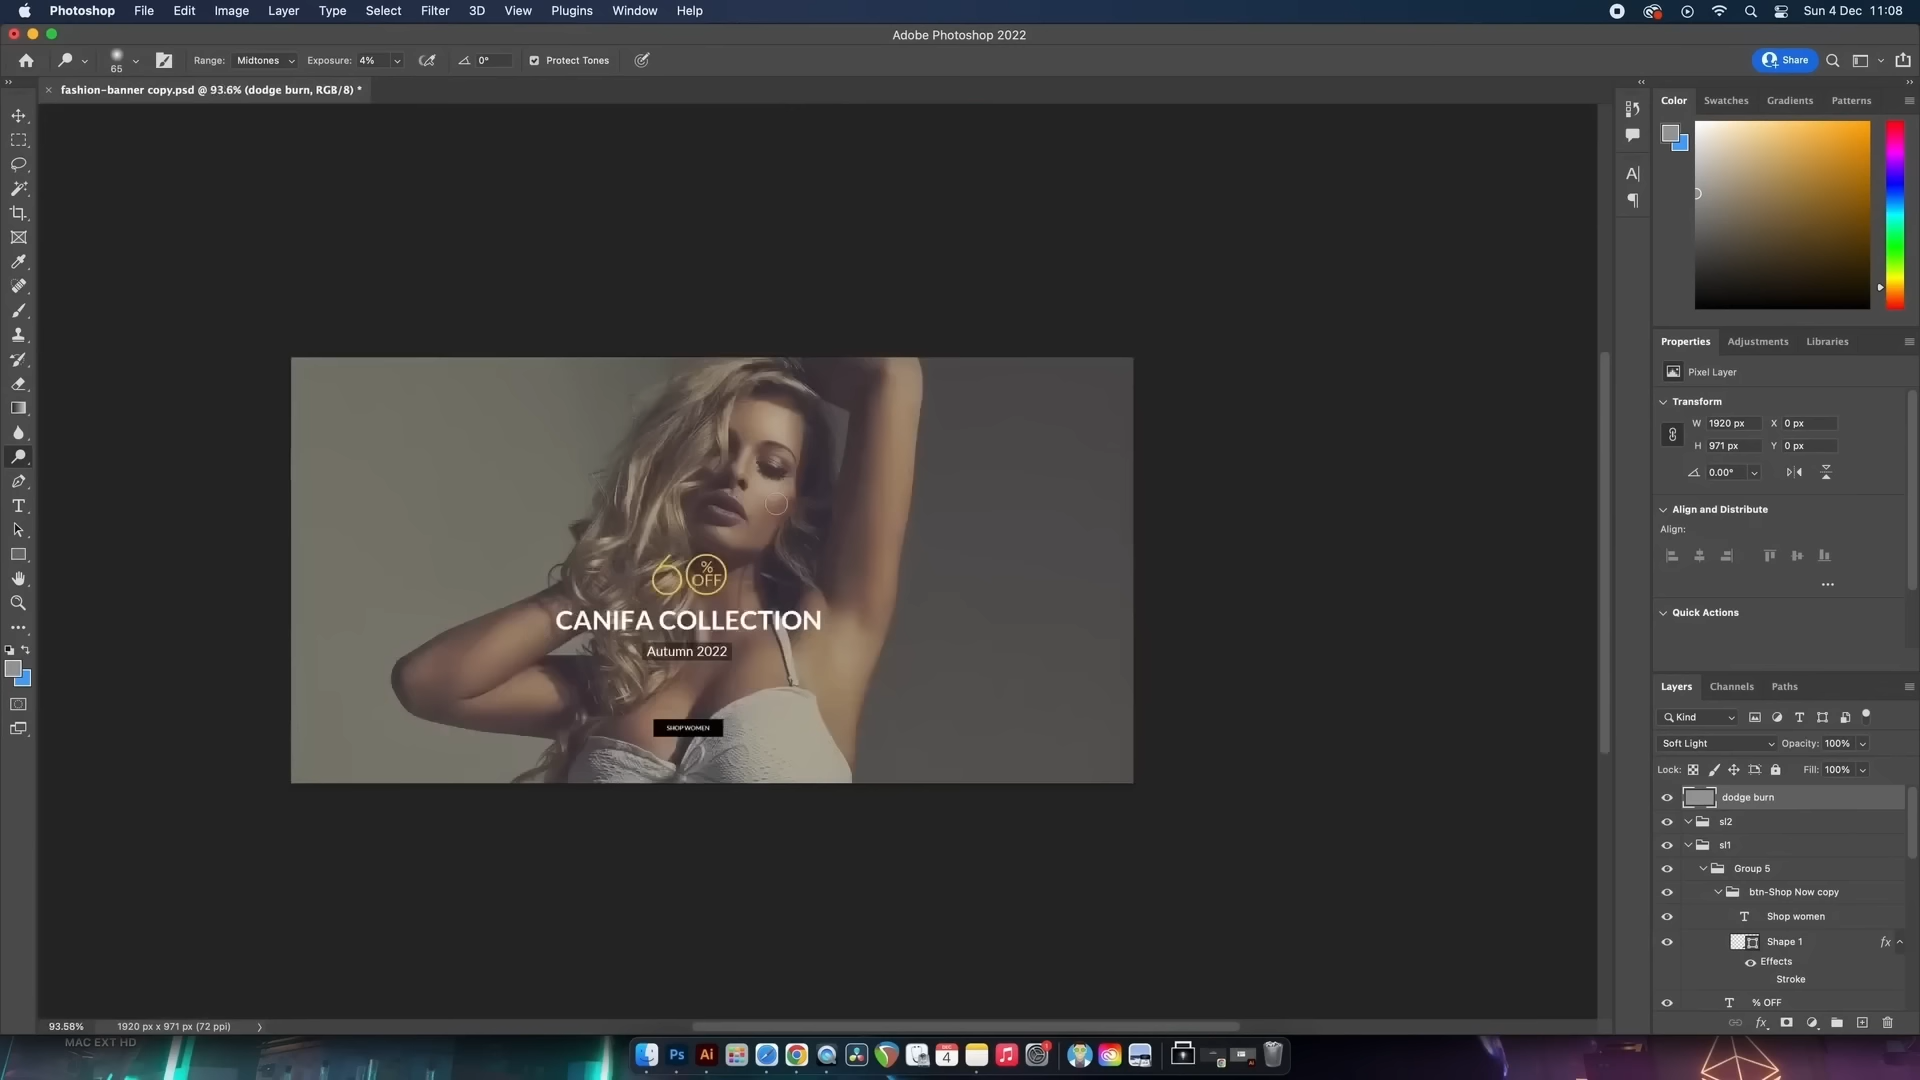 Photoshop File Edit Image Layer Type Select Filter 3D View Plugins Window Help Sun 4 Dec 11:08
Adobe Photoshop 2022
65 Range: Midtones Exposure: 4% 0° Protect Tones Share
fashion-banner copy.psd @ 93.6% (dodge burn, RGB/8) *
Color Swatches Gradients Patterns
Properties Adjustments Libraries
Pixel Layer
Transform
W 1920 px X 0 px
H 971 px Y 0 px
0.00°
Align and Distribute
Align:
Quick Actions
60 % OFF
CANIFA COLLECTION
Autumn 2022
SHOP WOMEN
Layers Channels Paths
Kind
Soft Light Opacity: 100%
Lock: Fill: 100%
dodge burn
sl2
sl1
Group 5
btn-Shop Now copy
Shop women
Shape 1 fx
Effects
Stroke
% OFF
93.58% 1920 px x 971 px (72 ppi)
MAC EXT HD